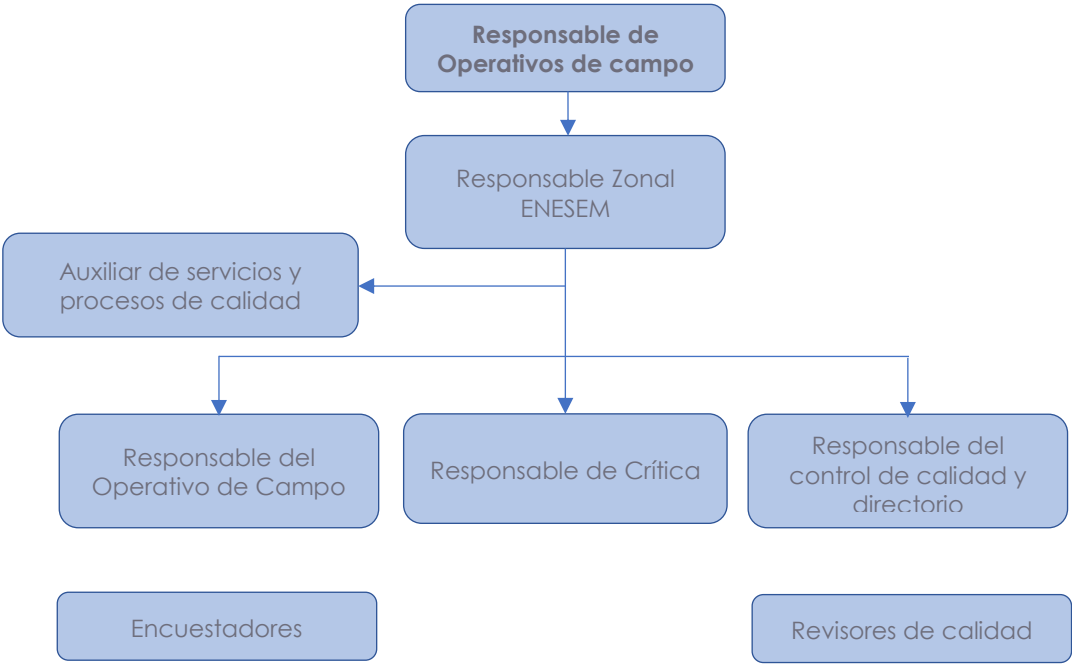 Responsable de
Operativos de campo
Responsable Zonal
ENESEM
Auxiliar de servicios y
procesos de calidad
Responsable del
Operativo de Campo
Responsable de Crítica
Responsable del
control de calidad y
directorio
Encuestadores
Revisores de calidad